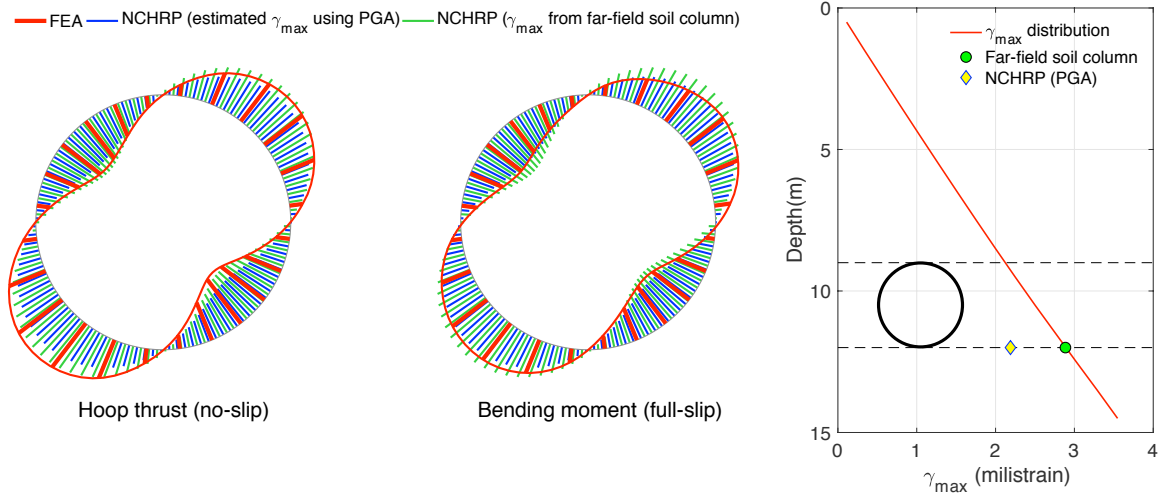 FEA
NCHRP (estimated γmax using PGA)
NCHRP (γmax from far-field soil column)
Hoop thrust (no-slip)
Bending moment (full-slip)
γmax distribution
Far-field soil column
NCHRP (PGA)
0
5
10
15
Depth(m)
0
1
2
3
4
γmax (milistrain)